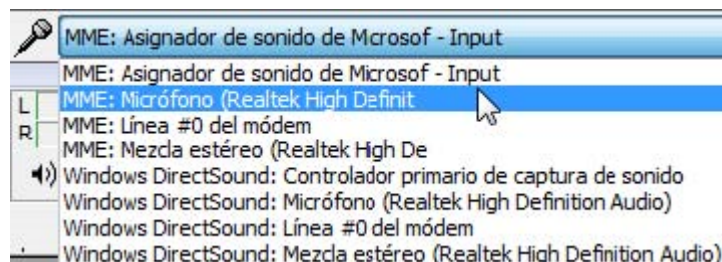 MME: Asignador de sonido de Mcrosof - Input
MME: Asignador de sonido de Microsof - Input
MME: Micrófono (Realtek High Definit
L
MME: Línea #0 del módem
R
MME: Mezcla estéreo (Realtek High De
Windows DirectSound: Controlador primario de captura de sonido
Windows DirectSound: Micrófono (Realtek High Definition Audio)
Windows DirectSound: Línea #0 del módem
Windows DirectSound: Mezcla estéreo (Realtek High Definition Audio)